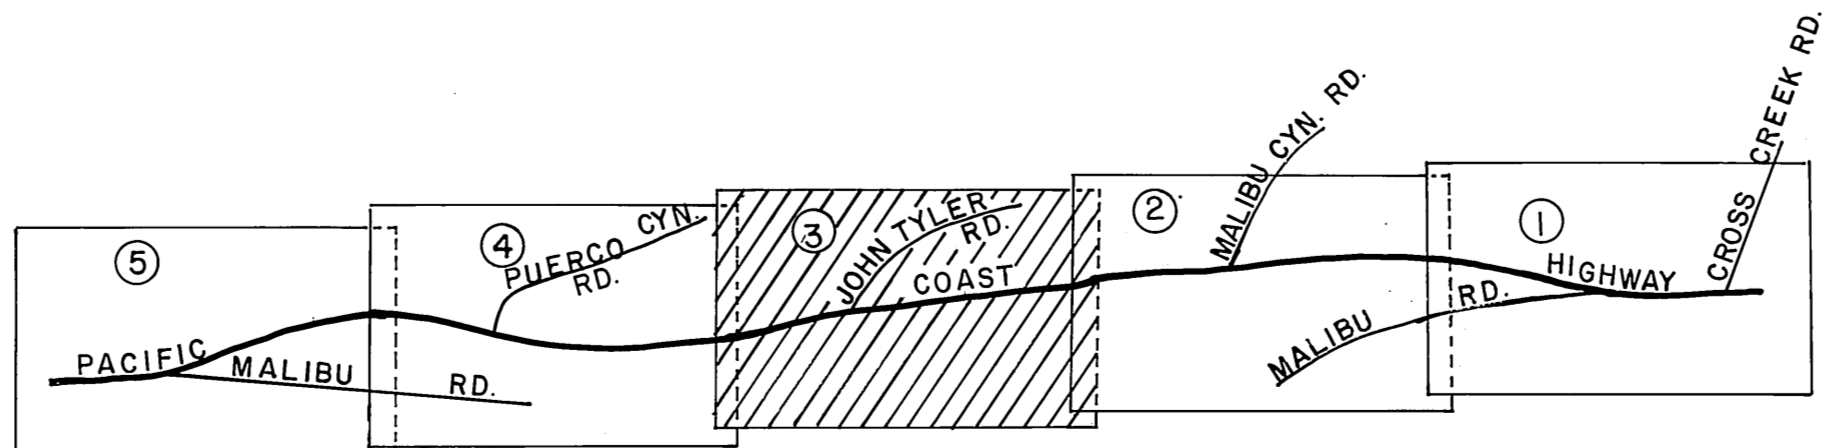 5
PACIFIC
MALIBU RD.
4
PUERCO CYN.
RD.
3
JOHN TYLER
RD.
COAST
2
MALIBU CYN. RD.
MALIBU RD.
1
HIGHWAY
CROSS CREEK RD.